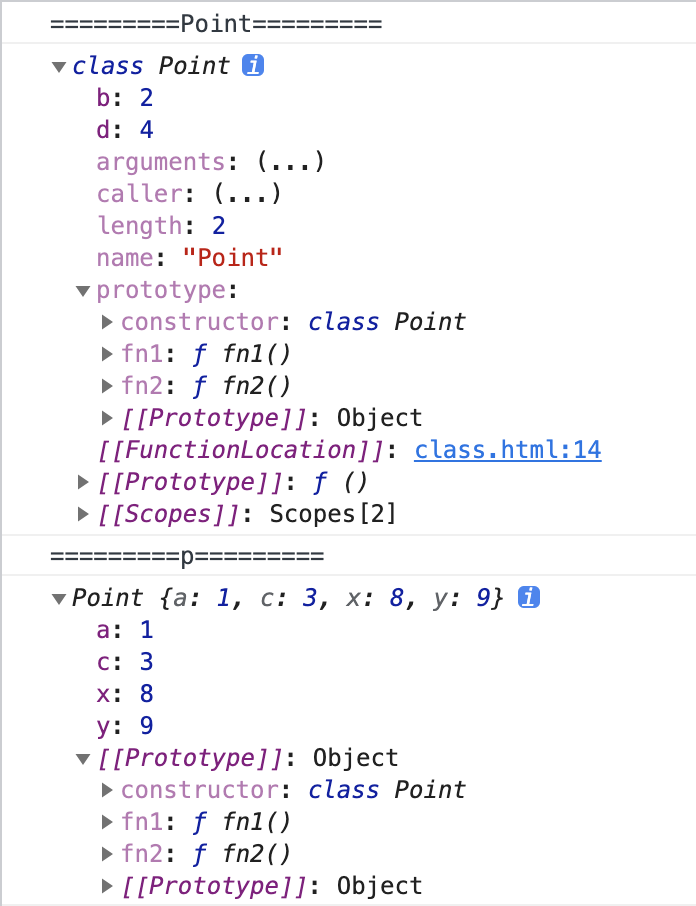 =========Point=========
▼class Point i
b: 2
d: 4
arguments: (...)
caller: (...)
length: 2
name: "Point"
▼prototype:
▶constructor: class Point
▶fn1: ƒ fn1()
▶fn2: ƒ fn2()
▶[[Prototype]]: Object
[[FunctionLocation]]: class.html:14
▶[[Prototype]]: ƒ ()
▶[[Scopes]]: Scopes[2]
=========p=========
▼Point {a: 1, c: 3, x: 8, y: 9} i
a: 1
c: 3
x: 8
y: 9
▼[[Prototype]]: Object
▶constructor: class Point
▶fn1: ƒ fn1()
▶fn2: ƒ fn2()
▶[[Prototype]]: Object